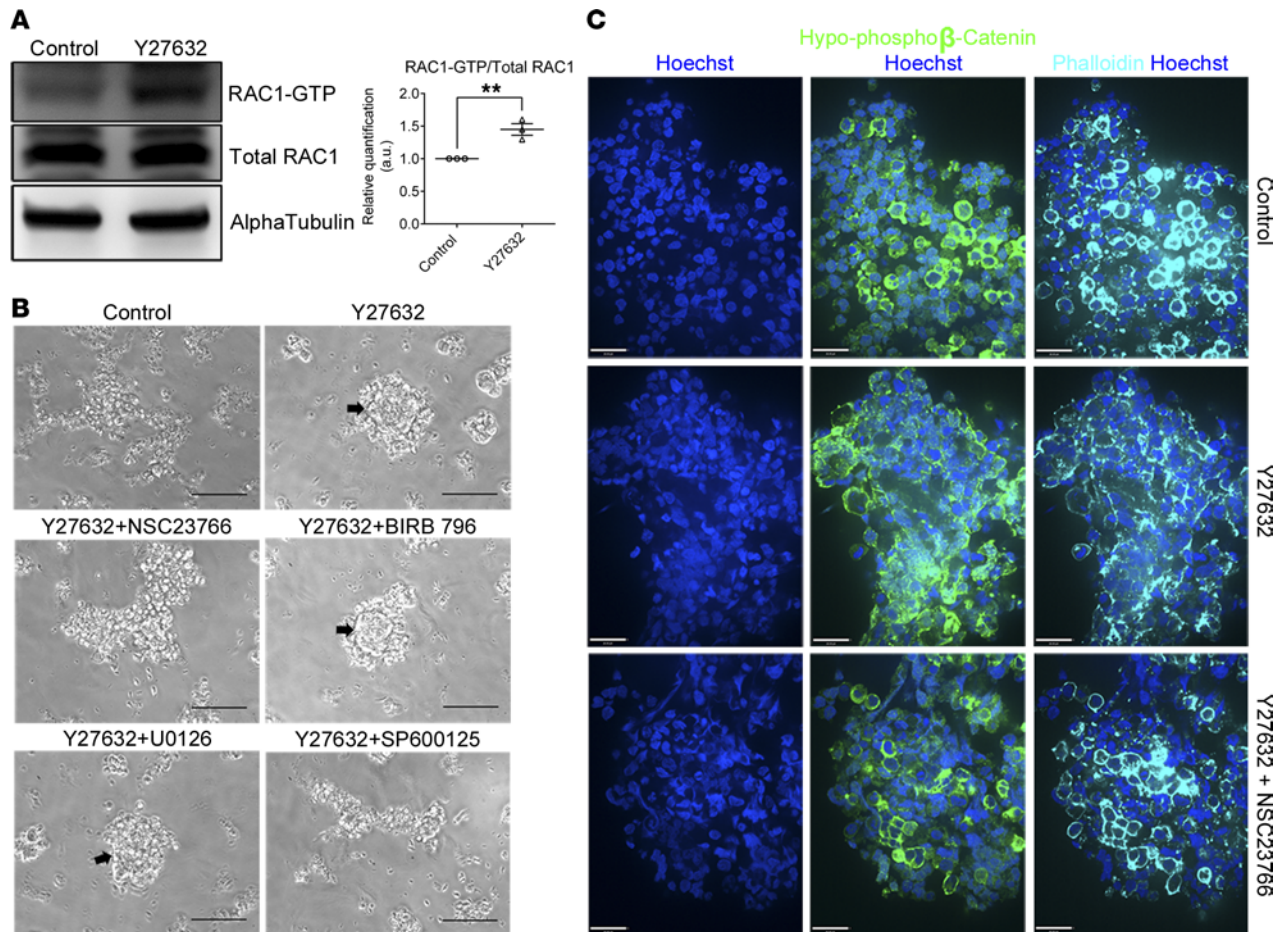 A
Control Y27632
RAC1-GTP
Total RAC1
AlphaTubulin
RAC1-GTP/Total RAC1
**
2.0
1.5
1.0
0.5
0.0
Relative quantification
(a.u.)
Control
Y27632
B
Control
Y27632
Y27632+NSC23766
Y27632+BIRB 796
Y27632+U0126
Y27632+SP600125
C
Hypo-phosphoβ-Catenin
Hoechst
Hoechst
Phalloidin Hoechst
Control
Y27632
Y27632 + NSC23766